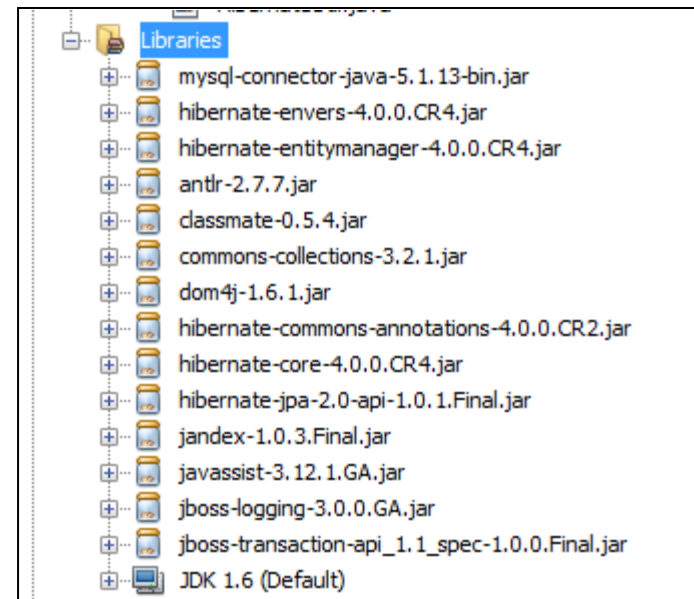 Libraries
mysql-connector-java-5.1.13-bin.jar
hibernate-envers-4.0.0.CR4.jar
hibernate-entitymanager-4.0.0.CR4.jar
antlr-2.7.7.jar
classmate-0.5.4.jar
commons-collections-3.2.1.jar
dom4j-1.6.1.jar
hibernate-commons-annotations-4.0.0.CR2.jar
hibernate-core-4.0.0.CR4.jar
hibernate-jpa-2.0-api-1.0.1.Final.jar
jandex-1.0.3.Final.jar
javassist-3.12.1.GA.jar
jboss-logging-3.0.0.GA.jar
jboss-transaction-api_1.1_spec-1.0.0.Final.jar
JDK 1.6 (Default)